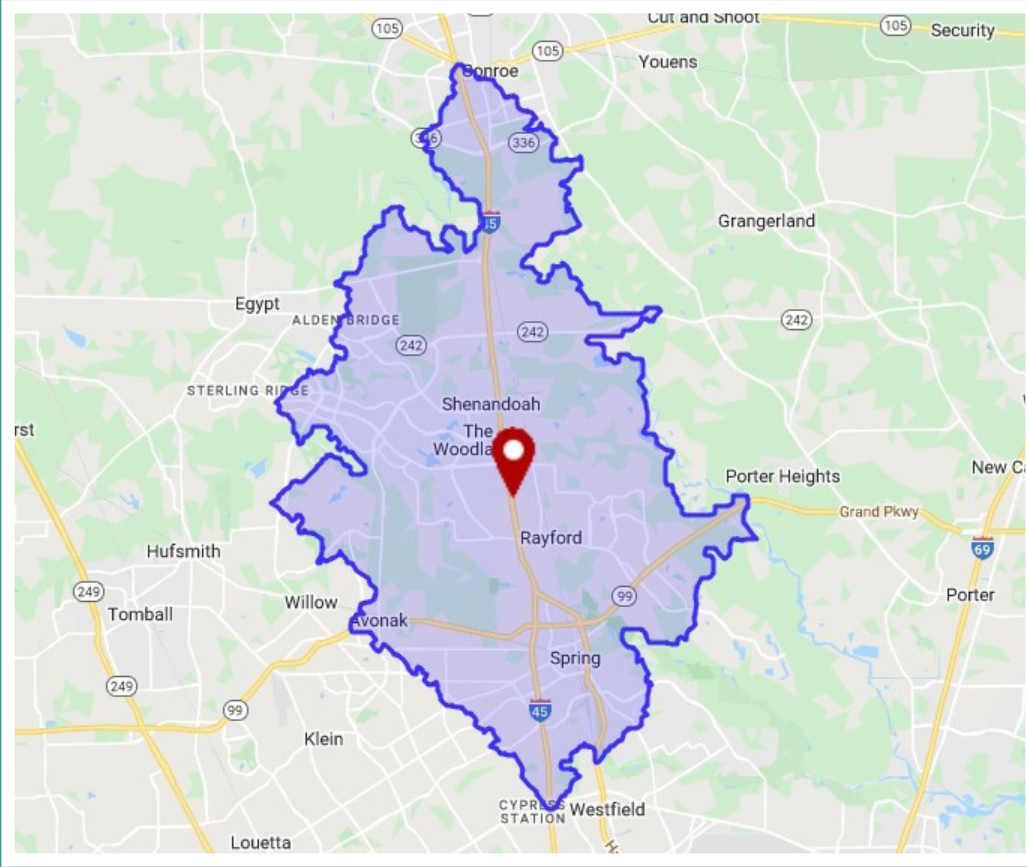 Cut and Shoot
105
105
105
Security
Conroe
Youens
336
336
Grangerland
45
Egypt
ALDEN BRIDGE
242
242
242
STERLING RIDGE
Shenandoah
rst
The
Woodla
Porter Heights
New Ca
Grand Pkwy
Rayford
Hufsmith
69
249
Willow
99
Porter
Tomball
Avonak
Spring
249
99
45
Klein
CYPRESS
STATION
Westfield
Louetta